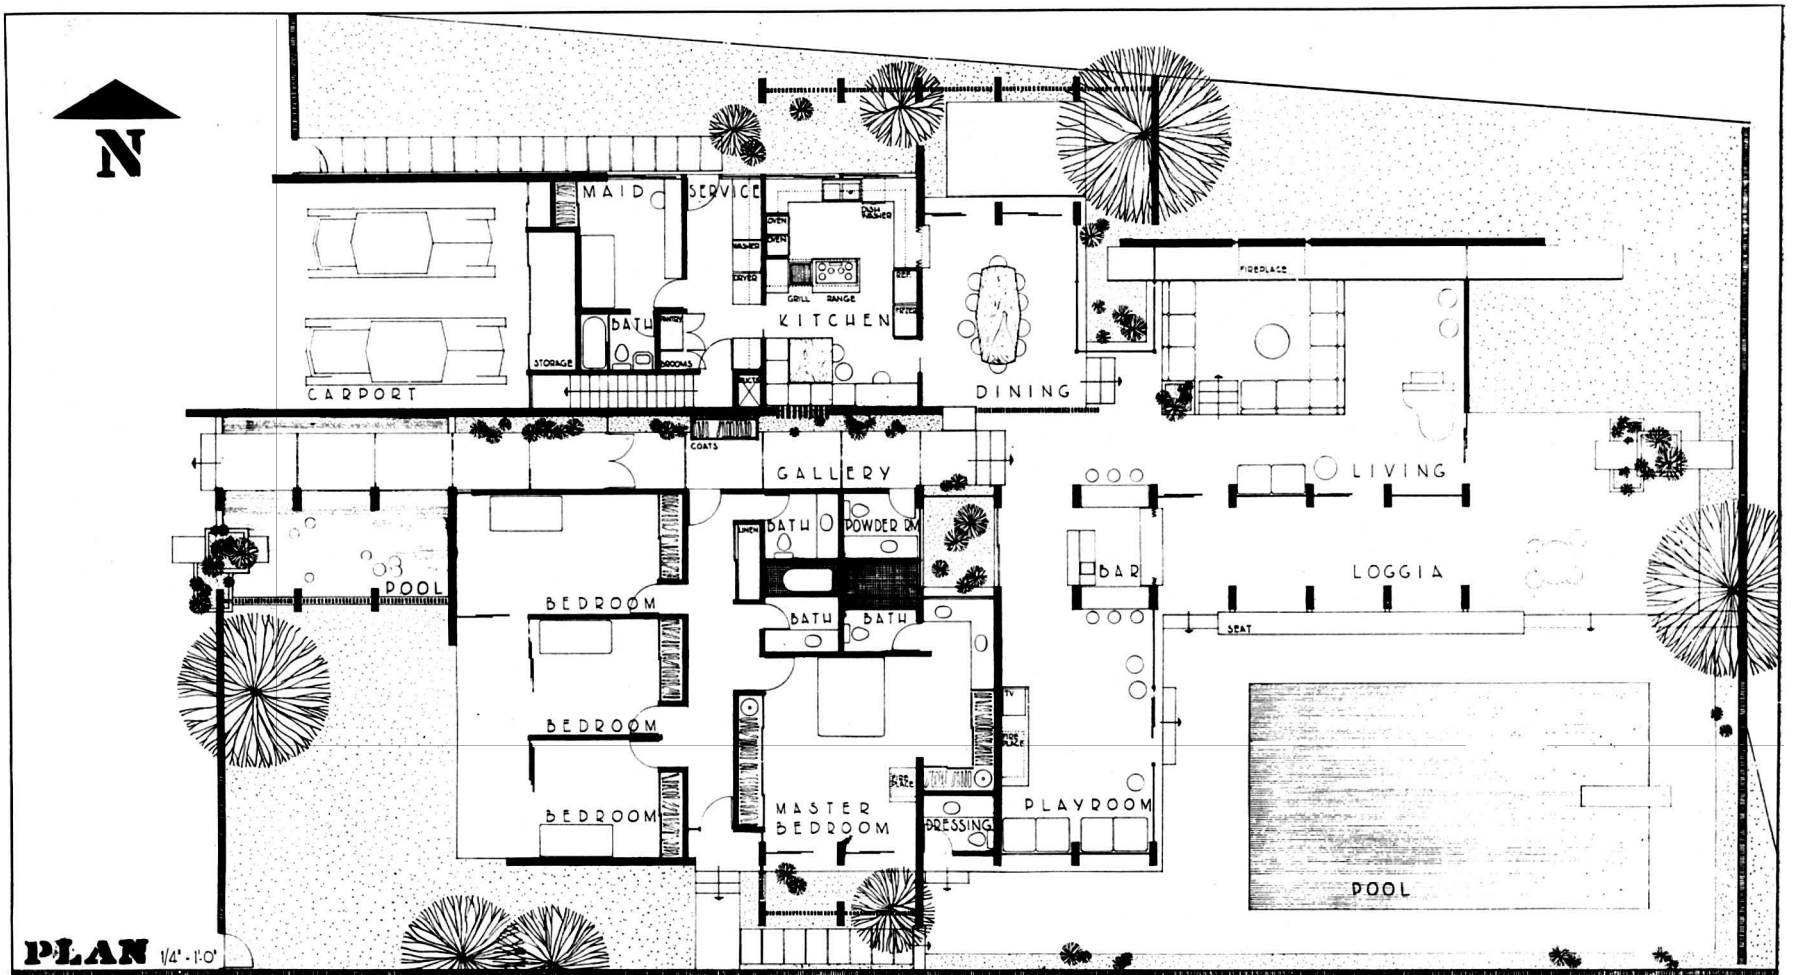 N
MAID
SERVICE
DISH
WASHER
OVEN
OVEN
WASHER
DRYER
GRILL
RANGE
REF.
FRZER
KITCHEN
BATH
PANTRY
BROOMS
STORAGE
DUCTS
CARPORT
DINING
FIREPLACE
COATS
GALLERY
LIVING
POOL
LINEN
BATH
POWDER RM
BEDROOM
BATH
BATH
BAR
LOGGIA
SEAT
BEDROOM
TV
FIRE
PLACE
BEDROOM
MASTER
BEDROOM
FIRE
PLACE
DRESSING
PLAYROOM
POOL
PLAN 1/4" - 1'-0"